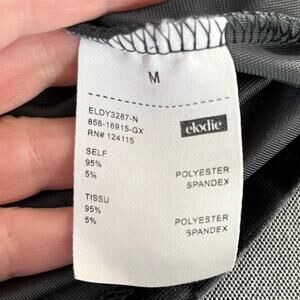 M
ELDY3287-N
858-16915-GX
RN# 124115
elodie
SELF
95% POLYESTER
5% SPANDEX
TISSU
95% POLYESTER
5% SPANDEX